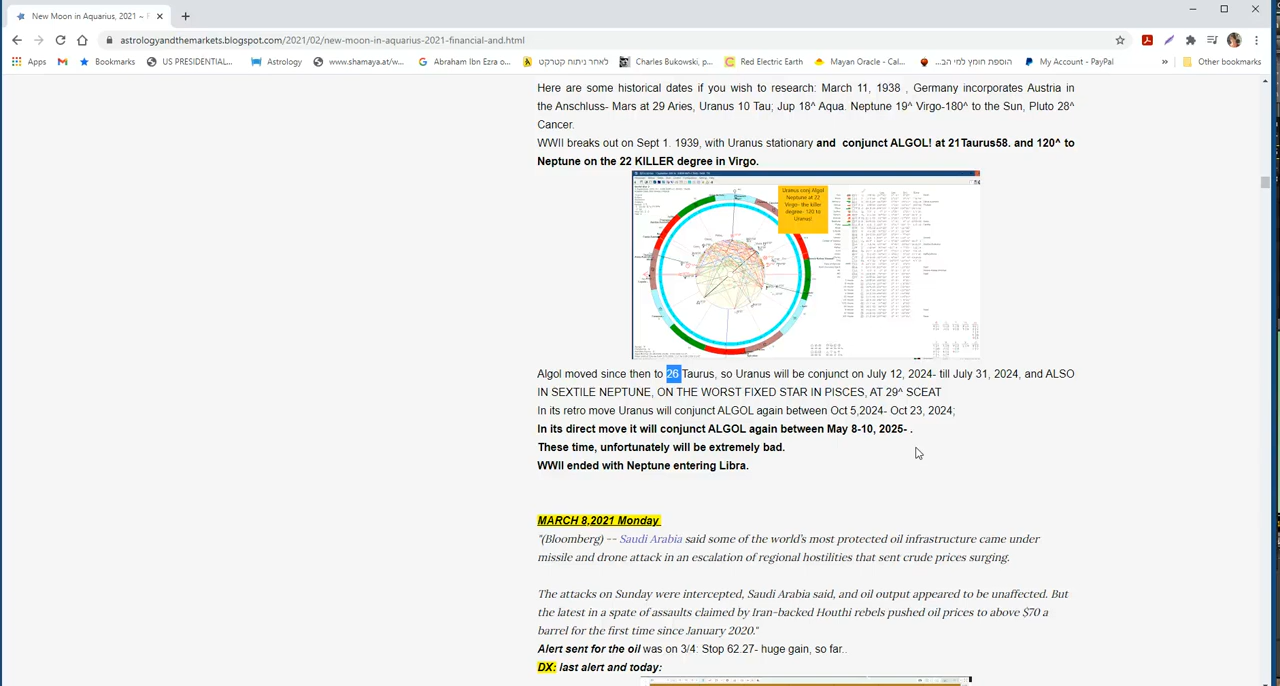 New Moon in Aquarius, 2021 ~ F
astrologyandthemarkets.blogspot.com/2021/02/new-moon-in-aquarius-2021-financial-and.html
Apps
Bookmarks
US PRESIDENTIAL...
Astrology
www.shamaya.at/w...
Abraham Ibn Ezra o...
לאחר ניתוח קטרקט
Charles Bukowski, p...
Red Electric Earth
Mayan Oracle - Cal...
הוספת חומץ למי הב...
My Account - PayPal
»
Other bookmarks
Here are some historical dates if you wish to research: March 11, 1938 , Germany incorporates Austria in
the Anschluss- Mars at 29 Aries, Uranus 10 Tau; Jup 18^ Aqua. Neptune 19^ Virgo-180^ to the Sun, Pluto 28^
Cancer.
WWII breaks out on Sept 1. 1939, with Uranus stationary and conjunct ALGOL! at 21Taurus58. and 120^ to
Neptune on the 22 KILLER degree in Virgo.
Uranus conj Algol
Neptune at 22
Virgo- the killer
degree- 120 to
Uranus!
Algol moved since then to 26 Taurus, so Uranus will be conjunct on July 12, 2024- till July 31, 2024, and ALSO
IN SEXTILE NEPTUNE, ON THE WORST FIXED STAR IN PISCES, AT 29^ SCEAT
In its retro move Uranus will conjunct ALGOL again between Oct 5,2024- Oct 23, 2024;
In its direct move it will conjunct ALGOL again between May 8-10, 2025- .
These time, unfortunately will be extremely bad.
WWII ended with Neptune entering Libra.
MARCH 8,2021 Monday
"(Bloomberg) -- Saudi Arabia said some of the world's most protected oil infrastructure came under
missile and drone attack in an escalation of regional hostilities that sent crude prices surging.
The attacks on Sunday were intercepted, Saudi Arabia said, and oil output appeared to be unaffected. But
the latest in a spate of assaults claimed by Iran-backed Houthi rebels pushed oil prices to above $70 a
barrel for the first time since January 2020."
Alert sent for the oil was on 3/4: Stop 62.27- huge gain, so far..
DX: last alert and today: